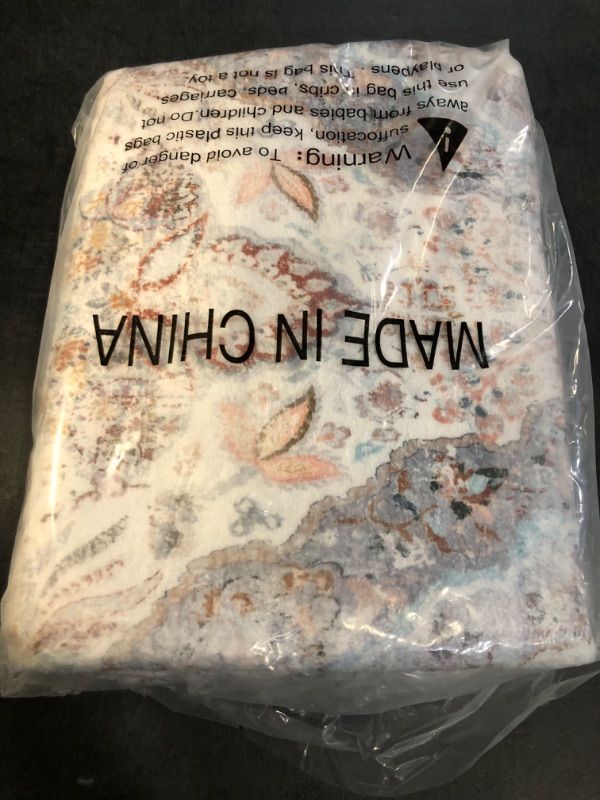 Warning: To avoid danger of
suffocation, keep this Plastic bags
aways from babies and children. Do not
use this bag in cribs, beds, carriages,
or playpens . This bag is not a toy.
MADE IN CHINA